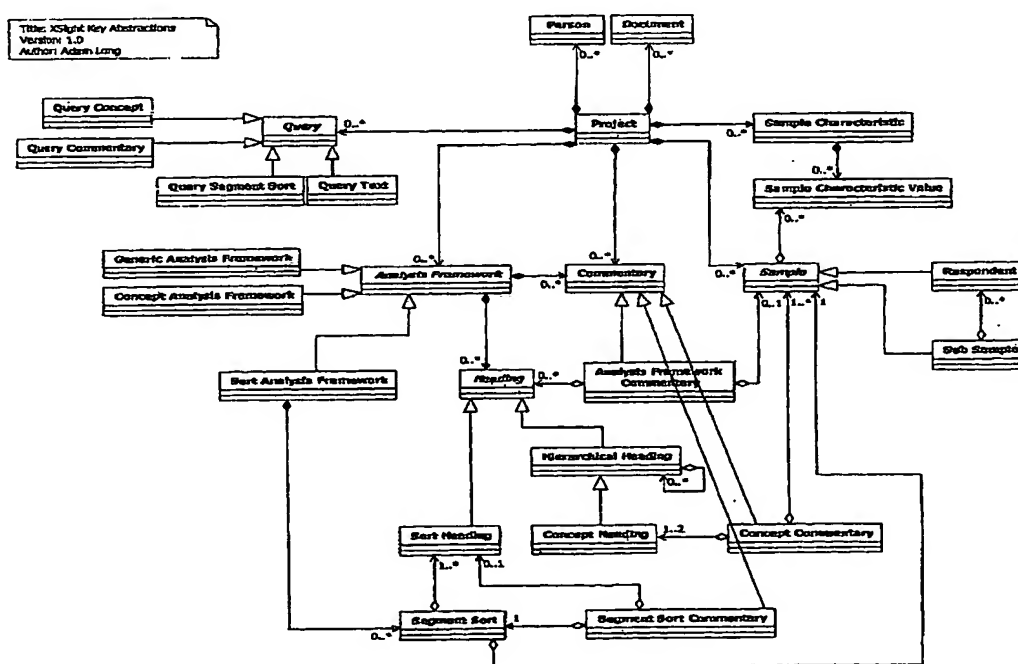 Title: XSight Key Abstractions
Version: 1.0
Author: Adam Long
Person
Document
0..*
0..*
Query Concept
Query
0..*
Project
Sample Characteristic
0..*
Query Commentary
0..*
Query Segment Sort
Query Text
Sample Characteristic Value
0..*
Generic Analysis Framework
0..*
0..*
Analysis Framework
Commentary
0..*
Sample
Respondent
0..*
Concept Analysis Framework
0..1
1..*
1
0..*
Sub Sample
0..*
Sort Analysis Framework
Heading
0..*
Analysis Framework
Commentary
Hierarchical Heading
0..*
Sort Heading
Concept Heading
1..2
Concept Commentary
1..*
0..1
Segment Sort
1
Segment Sort Commentary
0..*